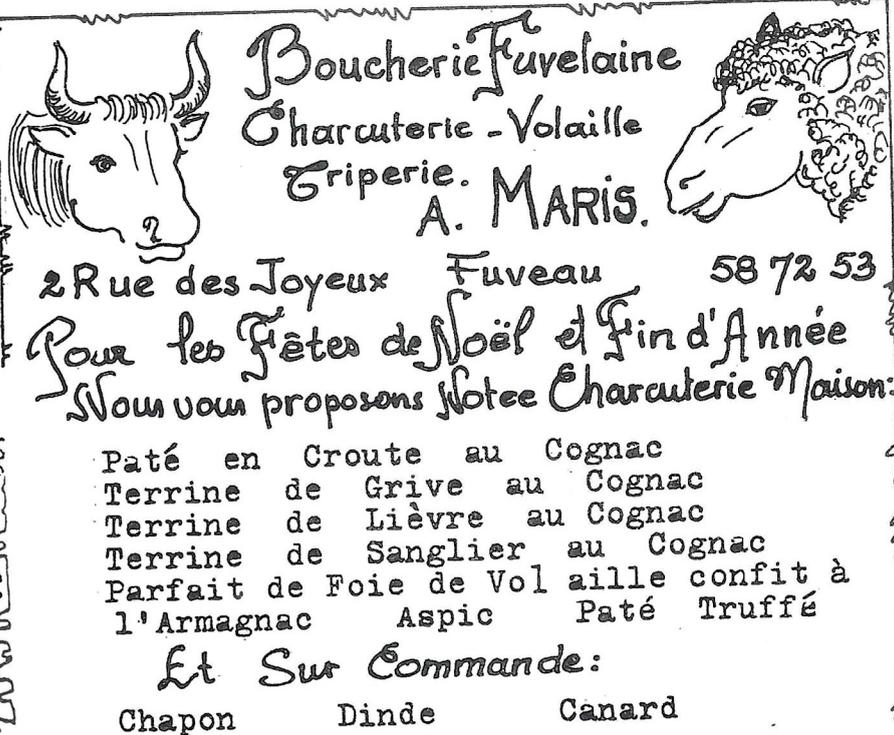 Boucherie Fuvelaine
Charcuterie - Volaille
Triperie.
A. MARIS.
2 Rue des Joyeux Fuveau 58 72 53
Pour les Fêtes de Noël et Fin d'Année
Nous vous proposons Notre Charcuterie Maison:
Paté en Croute au Cognac
Terrine de Grive au Cognac
Terrine de Lièvre au Cognac
Terrine de Sanglier au Cognac
Parfait de Foie de Vol aille confit à
l'Armagnac Aspic Paté Truffé
Et Sur Commande:
Chapon Dinde Canard